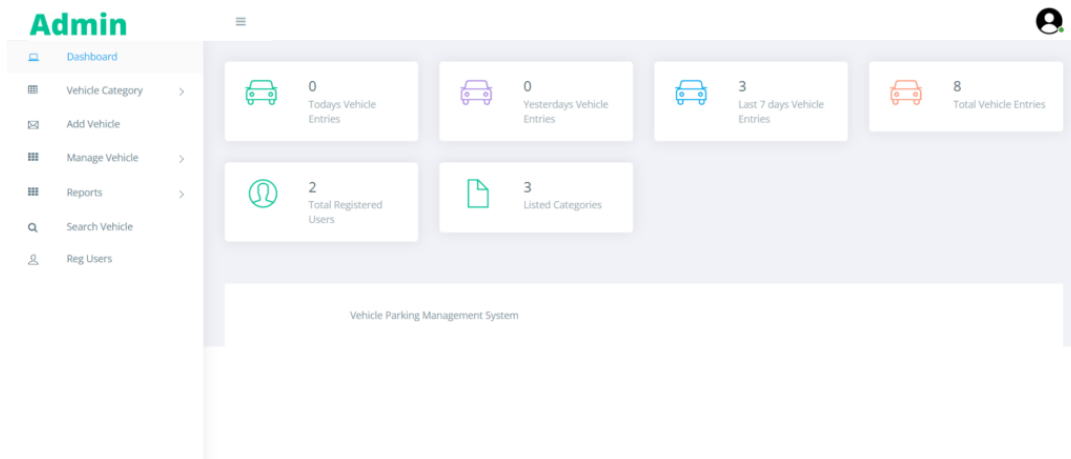 Admin
Dashboard
Vehicle Category
Add Vehicle
Manage Vehicle
Reports
Search Vehicle
Reg Users
0
Todays Vehicle
Entries
0
Yesterdays Vehicle
Entries
3
Last 7 days Vehicle
Entries
8
Total Vehicle Entries
2
Total Registered
Users
3
Listed Categories
Vehicle Parking Management System